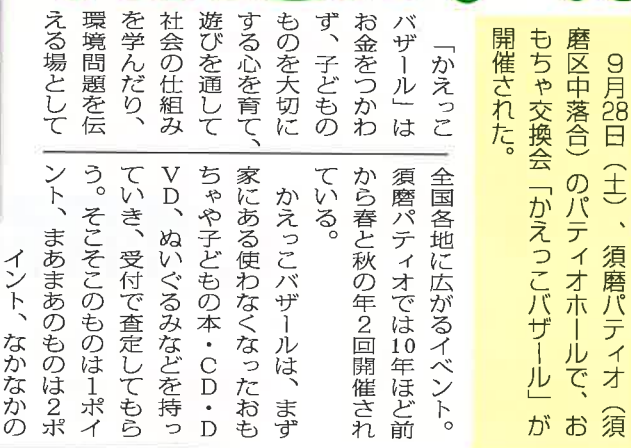 ９月28日（土）、須磨パティオ（須
磨区中落合）のパティオホールで、お
もちゃ交換会「かえっこバザール」が
開催された。
「かえっこ
バザール」は
お金をつかわ
ず、子どもの
ものを大切に
する心を育て、
遊びを通して
社会の仕組み
を学んだり、
環境問題を伝
える場として
全国各地に広がるイベント。
須磨パティオでは10年ほど前
から春と秋の年２回開催され
ている。
かえっこバザールは、まず
家にある使わなくなったおも
ちゃや子どもの本・ＣＤ・Ｄ
ＶＤ、ぬいぐるみなどを持っ
ていき、受付で査定してもら
う。そこそこのものは１ポイ
ント、まあまあのものは２ポ
イント、なかなかの